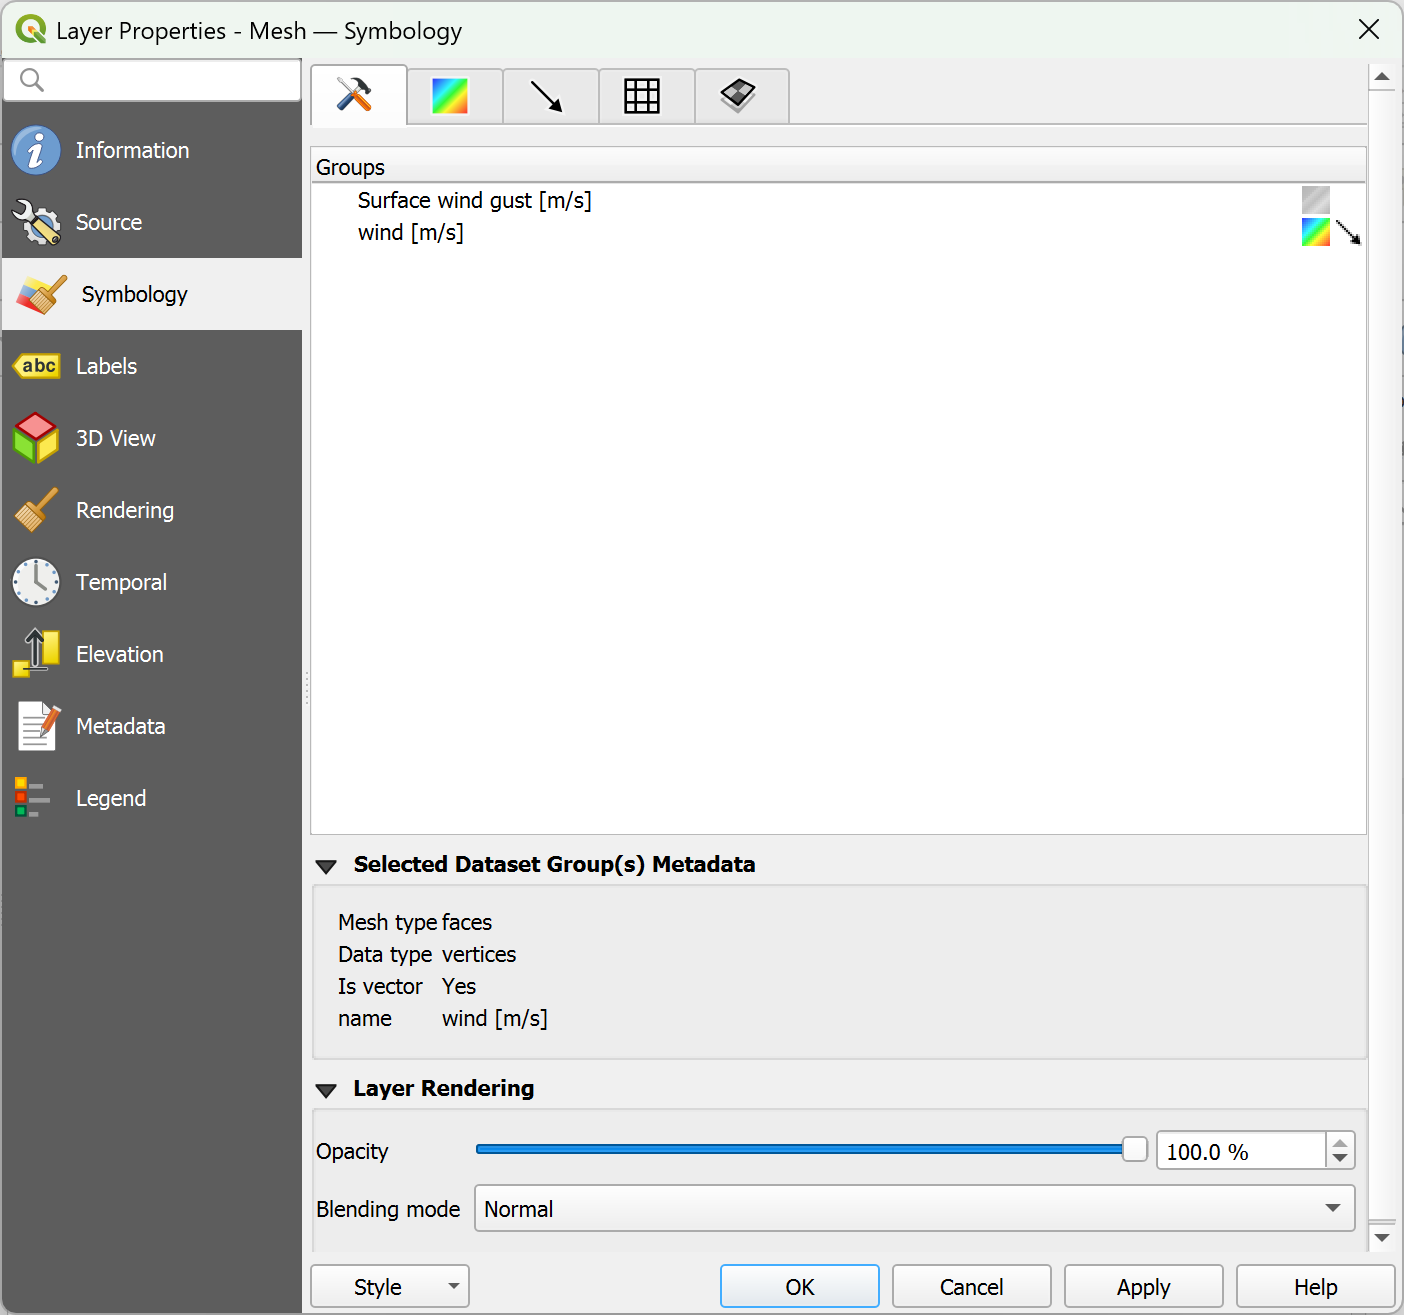 Layer Properties - Mesh — Symbology
Information
Source
Symbology
abc Labels
3D View
Rendering
Temporal
Elevation
Metadata
Legend
Groups
Surface wind gust [m/s]
wind [m/s]
Selected Dataset Group(s) Metadata
Mesh type faces
Data type vertices
Is vector Yes
name wind [m/s]
Layer Rendering
Opacity 100.0 %
Blending mode Normal
Style OK Cancel Apply Help